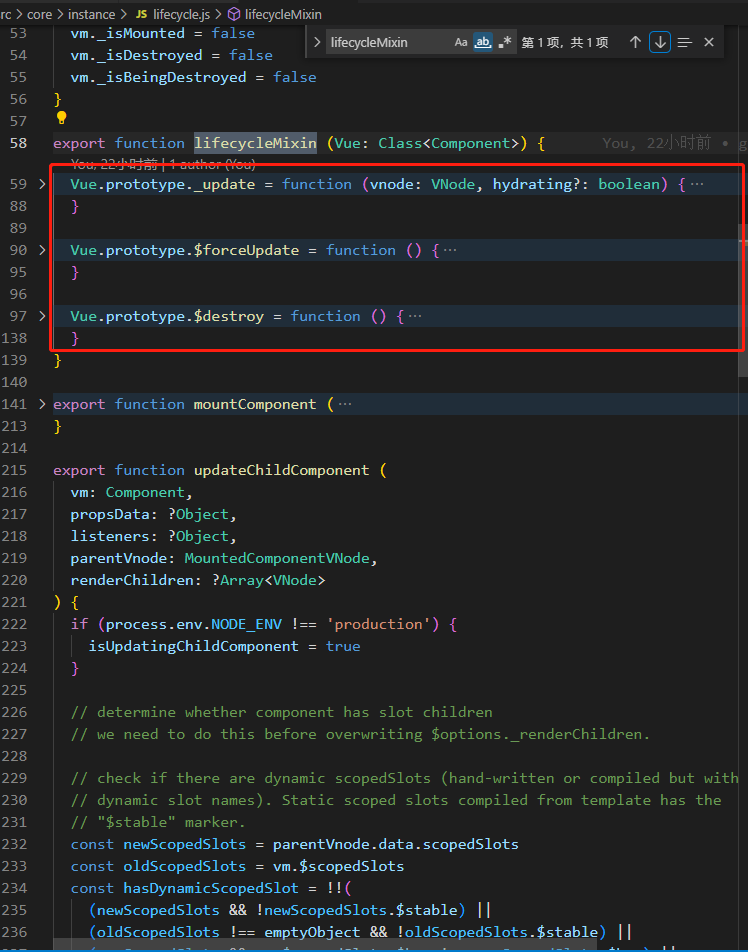 rc > core > instance > JS lifecycle.js > lifecycleMixin
lifecycleMixin Aa ab .* 第 1 项，共 1 项
53 vm._isMounted = false
54 vm._isDestroyed = false
55 vm._isBeingDestroyed = false
56 }
57
58 export function lifecycleMixin (Vue: Class<Component>) { You, 22小时前 •
You, 22小时前 | 1 author (You)
59 > Vue.prototype._update = function (vnode: VNode, hydrating?: boolean) { ···
88 }
89
90 > Vue.prototype.$forceUpdate = function () { ···
95 }
96
97 > Vue.prototype.$destroy = function () { ···
138 }
139 }
140
141 > export function mountComponent ( ···
213 }
214
215 export function updateChildComponent (
216 vm: Component,
217 propsData: ?Object,
218 listeners: ?Object,
219 parentVnode: MountedComponentVNode,
220 renderChildren: ?Array<VNode>
221 ) {
222 if (process.env.NODE_ENV !== 'production') {
223 isUpdatingChildComponent = true
224 }
225
226 // determine whether component has slot children
227 // we need to do this before overwriting $options._renderChildren.
228
229 // check if there are dynamic scopedSlots (hand-written or compiled but with
230 // dynamic slot names). Static scoped slots compiled from template has the
231 // "$stable" marker.
232 const newScopedSlots = parentVnode.data.scopedSlots
233 const oldScopedSlots = vm.$scopedSlots
234 const hasDynamicScopedSlot = !!(
235 (newScopedSlots && !newScopedSlots.$stable) ||
236 (oldScopedSlots !== emptyObject && !oldScopedSlots.$stable) ||